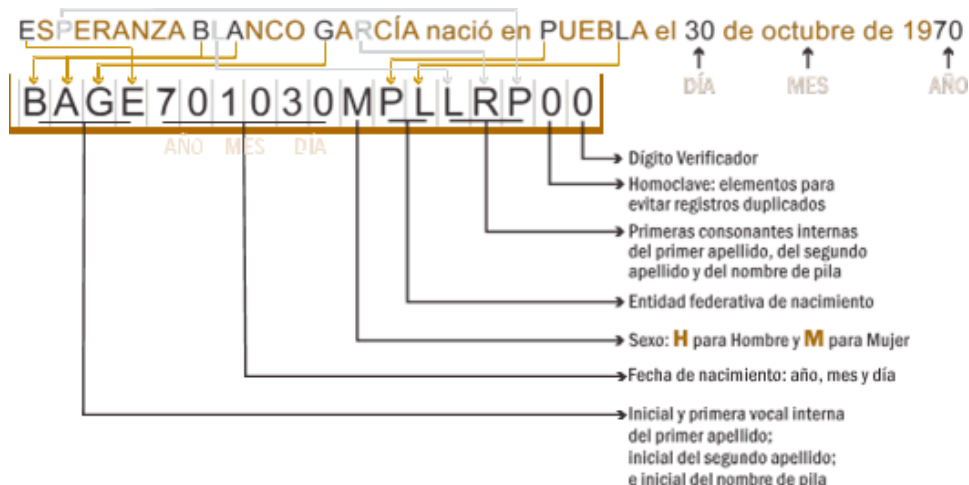 ESPERANZA BLANCO GARCÍA nació en PUEBLA el 30 de octubre de 1970
DÍA MES AÑO
BAGE701030MPLLRP00
AÑO MES DÍA
Dígito Verificador
Homoclave: elementos para
evitar registros duplicados
Primeras consonantes internas
del primer apellido, del segundo
apellido y del nombre de pila
Entidad federativa de nacimiento
Sexo: H para Hombre y M para Mujer
Fecha de nacimiento: año, mes y día
Inicial y primera vocal interna
del primer apellido;
inicial del segundo apellido;
e inicial del nombre de pila